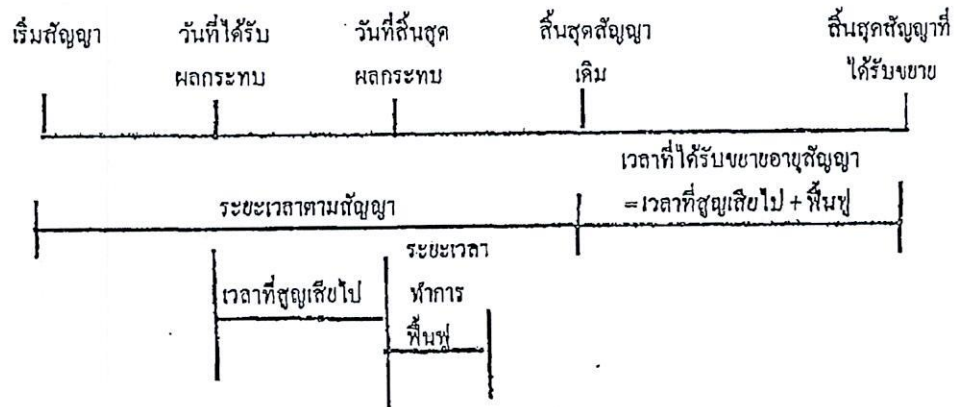 เริ่มสัญญา
วันที่ได้รับ
ผลกระทบ
วันที่สิ้นสุด
ผลกระทบ
สิ้นสุดสัญญา
เดิม
สิ้นสุดสัญญาที่
ได้รับขยาย
เวลาที่ได้รับขยายอายุสัญญา
=เวลาที่สูญเสียไป + ฟื้นฟู
ระยะเวลาตามสัญญา
เวลาที่สูญเสียไป
ระยะเวลา
ทำการ
ฟื้นฟู